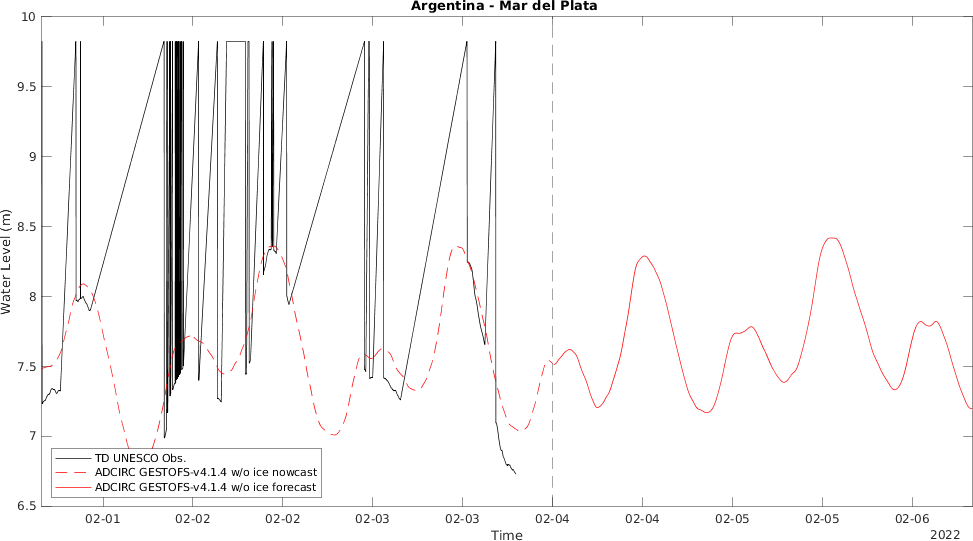 Argentina - Mar del Plata
10
9.5
9
8.5
8
7.5
7
6.5
Water Level (m)
TD UNESCO Obs.
ADCIRC GESTOFS-v4.1.4 w/o ice nowcast
ADCIRC GESTOFS-v4.1.4 w/o ice forecast
02-01 02-02 02-02 02-03 02-03 02-04 02-04 02-05 02-05 02-06
Time
2022